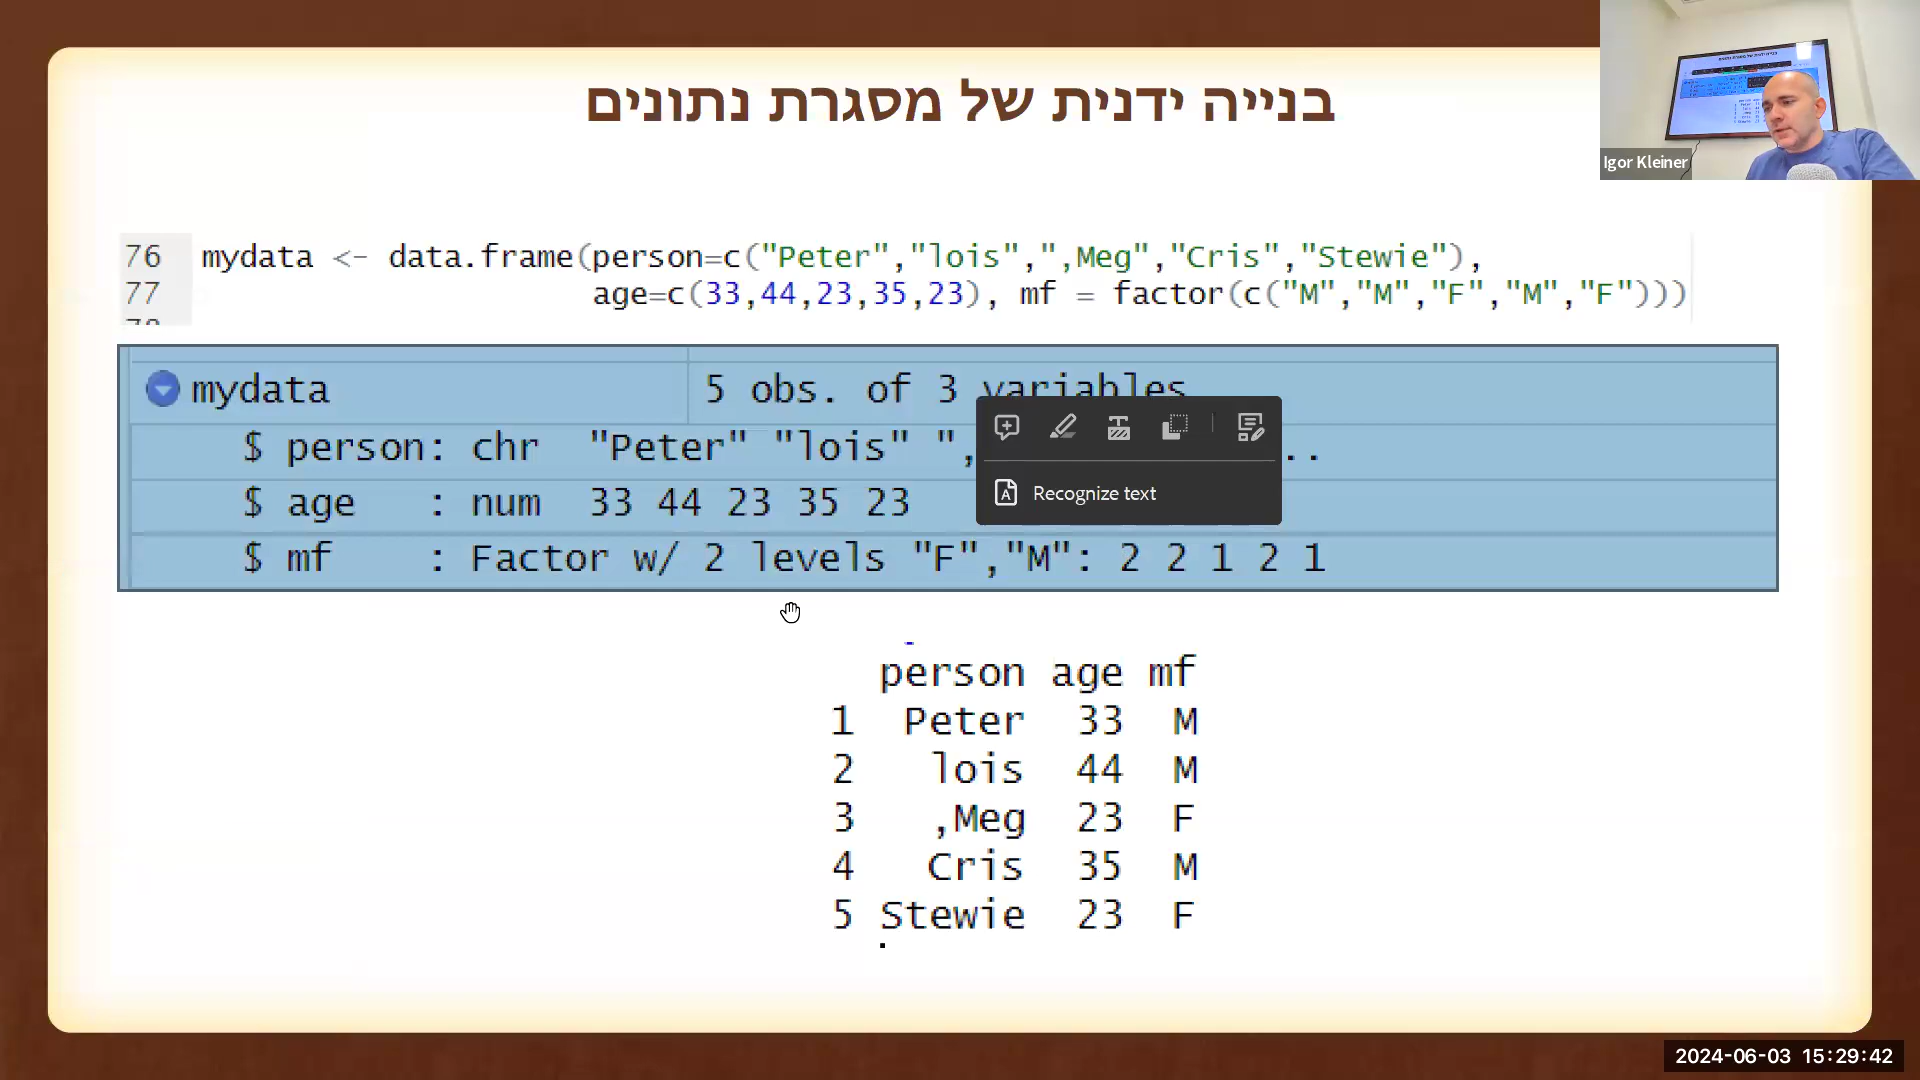 בנייה ידנית של מסגרת נתונים
Igor Kleiner
76 mydata <- data.frame(person=c("Peter","lois",",Meg","Cris","Stewie"),
77 age=c(33,44,23,35,23), mf = factor(c("M","M","F","M","F")))
mydata 5 obs. of 3 variables
$ person: chr "Peter" "lois" ", ..
$ age : num 33 44 23 35 23
$ mf : Factor w/ 2 levels "F","M": 2 2 1 2 1
Recognize text
person age mf
1 Peter 33 M
2 lois 44 M
3 ,Meg 23 F
4 Cris 35 M
5 Stewie 23 F
2024-06-03 15:29:42